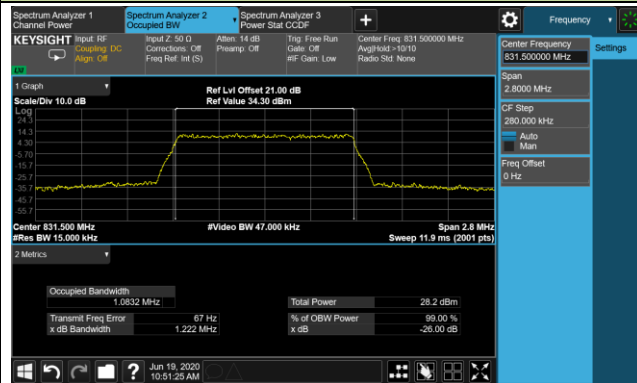 Spectrum Analyzer 1
Channel Power
Spectrum Analyzer 2
Occupied BW
Spectrum Analyzer 3
Power Stat CCDF
+
Frequency
KEYSIGHT
Input: RF
Coupling: DC
Align: Off
Input Z: 50 Ω
Corrections: Off
Freq Ref: Int (S)
Atten: 14 dB
Preamp: Off
Trig: Free Run
Gate: Off
#IF Gain: Low
Center Freq: 831.500000 MHz
Avg|Hold:>10/10
Radio Std: None
Center Frequency
831.500000 MHz
Settings
Span
2.8000 MHz
CF Step
280.000 kHz
Auto
Man
Freq Offset
0 Hz
1 Graph
Scale/Div 10.0 dB
Ref Lvl Offset 21.00 dB
Ref Value 34.30 dBm
Log
24.3
14.3
4.30
-5.70
-15.7
-25.7
-35.7
-45.7
-55.7
Center 831.500 MHz
#Res BW 15.000 kHz
#Video BW 47.000 kHz
Span 2.8 MHz
Sweep 11.9 ms (2001 pts)
2 Metrics
Occupied Bandwidth
1.0832 MHz
Total Power 28.2 dBm
Transmit Freq Error 67 Hz
% of OBW Power 99.00 %
x dB Bandwidth 1.222 MHz
x dB -26.00 dB
?
Jun 19, 2020
10:51:25 AM